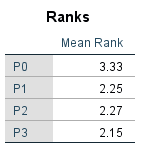 Ranks
Mean Rank
P0 3.33
P1 2.25
P2 2.27
P3 2.15